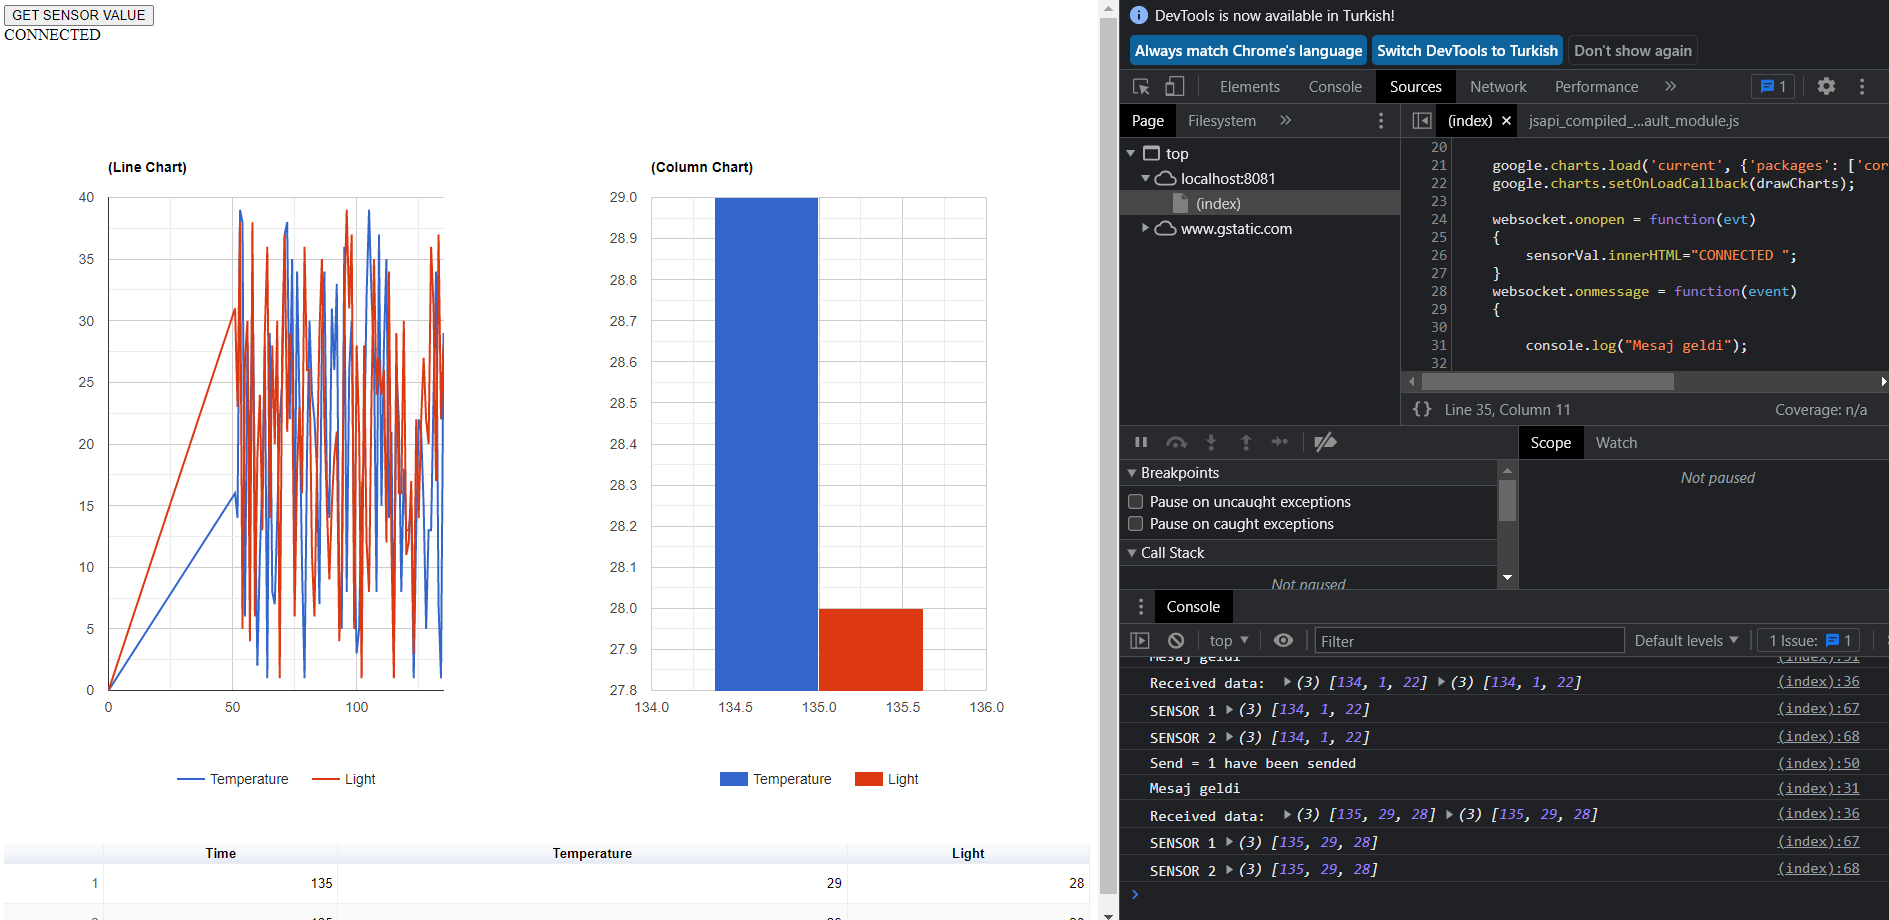 GET SENSOR VALUE
CONNECTED
(Line Chart)
40
35
30
25
20
15
10
5
0
0 50 100
Temperature Light
(Column Chart)
29.0
28.9
28.8
28.7
28.6
28.5
28.4
28.3
28.2
28.1
28.0
27.9
27.8
134.0 134.5 135.0 135.5 136.0
Temperature Light
Time Temperature Light
1 135 29 28
DevTools is now available in Turkish!
Always match Chrome's language Switch DevTools to Turkish Don't show again
Elements Console Sources Network Performance » 1
Page Filesystem »
top
localhost:8081
(index)
www.gstatic.com
(index) × jsapi_compiled_...ault_module.js
20
21 google.charts.load('current', {'packages': ['cor
22 google.charts.setOnLoadCallback(drawCharts);
23
24 websocket.onopen = function(evt)
25 {
26 sensorVal.innerHTML="CONNECTED ";
27 }
28 websocket.onmessage = function(event)
29 {
30
31 console.log("Mesaj geldi");
32
{} Line 35, Column 11 Coverage: n/a
Breakpoints
Pause on uncaught exceptions
Pause on caught exceptions
Call Stack
Not paused
Scope Watch
Not paused
Console
top Filter Default levels 1 Issue: 1
Mesaj geldi (index):31
Received data: (3) [134, 1, 22] (3) [134, 1, 22] (index):36
SENSOR 1 (3) [134, 1, 22] (index):67
SENSOR 2 (3) [134, 1, 22] (index):68
Send = 1 have been sended (index):50
Mesaj geldi (index):31
Received data: (3) [135, 29, 28] (3) [135, 29, 28] (index):36
SENSOR 1 (3) [135, 29, 28] (index):67
SENSOR 2 (3) [135, 29, 28] (index):68